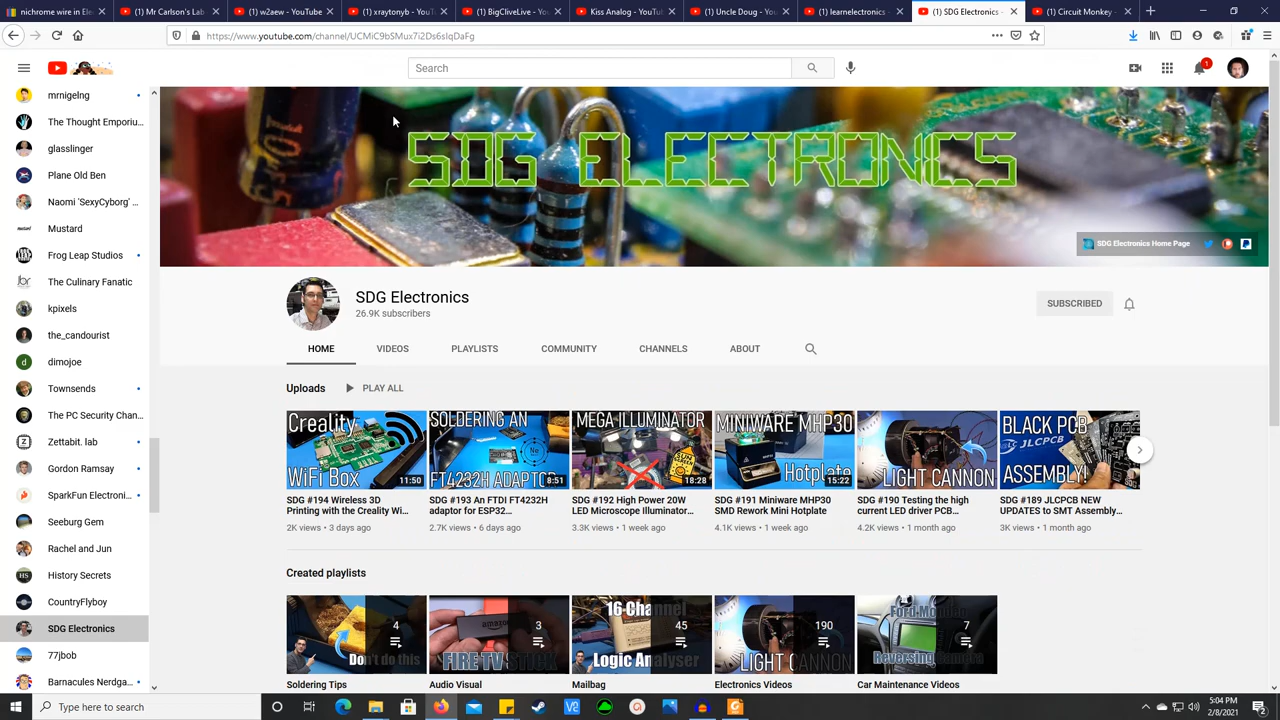 nichrome wire in Elec
(1) Mr Carlson's Lab
(1) w2aew - YouTube
(1) xraytonyb - YouTu
(1) BigCliveLive - You
Kiss Analog - YouTu
(1) Uncle Doug - You
(1) learnelectronics -
(1) SDG Electronics -
(1) Circuit Monkey -
https://www.youtube.com/channel/UCMiC9bSMux7i2Ds6sIqDaFg
Search
1
mrnigelng
The Thought Emporiu...
glasslinger
Plane Old Ben
Naomi 'SexyCyborg' ...
Mustard
Frog Leap Studios
The Culinary Fanatic
kpixels
the_candourist
dimojoe
Townsends
The PC Security Chan...
Zettabit. lab
Gordon Ramsay
SparkFun Electroni...
Seeburg Gem
Rachel and Jun
History Secrets
CountryFlyboy
SDG Electronics
77jbob
Barnacules Nerdga...
SDG ELECTRONICS
SDG Electronics Home Page
SDG Electronics
26.9K subscribers
SUBSCRIBED
HOME
VIDEOS
PLAYLISTS
COMMUNITY
CHANNELS
ABOUT
Uploads
PLAY ALL
Creality
WiFi Box
11:50
SOLDERING AN
FT4232H ADAPTOR
8:51
MEGA ILLUMINATOR
18:28
MINIWARE MHP30
Hotplate
15:22
LIGHT CANNON
BLACK PCB
JLCPCB
ASSEMBLY!
SDG #194 Wireless 3D
Printing with the Creality Wi...
2K views • 3 days ago
SDG #193 An FTDI FT4232H
adaptor for ESP32...
2.7K views • 6 days ago
SDG #192 High Power 20W
LED Microscope Illuminator...
3.3K views • 1 week ago
SDG #191 Miniware MHP30
SMD Rework Mini Hotplate
4.1K views • 1 week ago
SDG #190 Testing the high
current LED driver PCB...
4.2K views • 1 month ago
SDG #189 JLCPCB NEW
UPDATES to SMT Assembly...
3K views • 1 month ago
Created playlists
4
Don't do this
3
amazon
FIRE TV STICK
16-Channel
45
Logic Analyser
190
LIGHT CANNON
Ford Mondeo
7
Reversing Camera
Soldering Tips
Audio Visual
Mailbag
Electronics Videos
Car Maintenance Videos
Type here to search
5:04 PM
2/8/2021
2